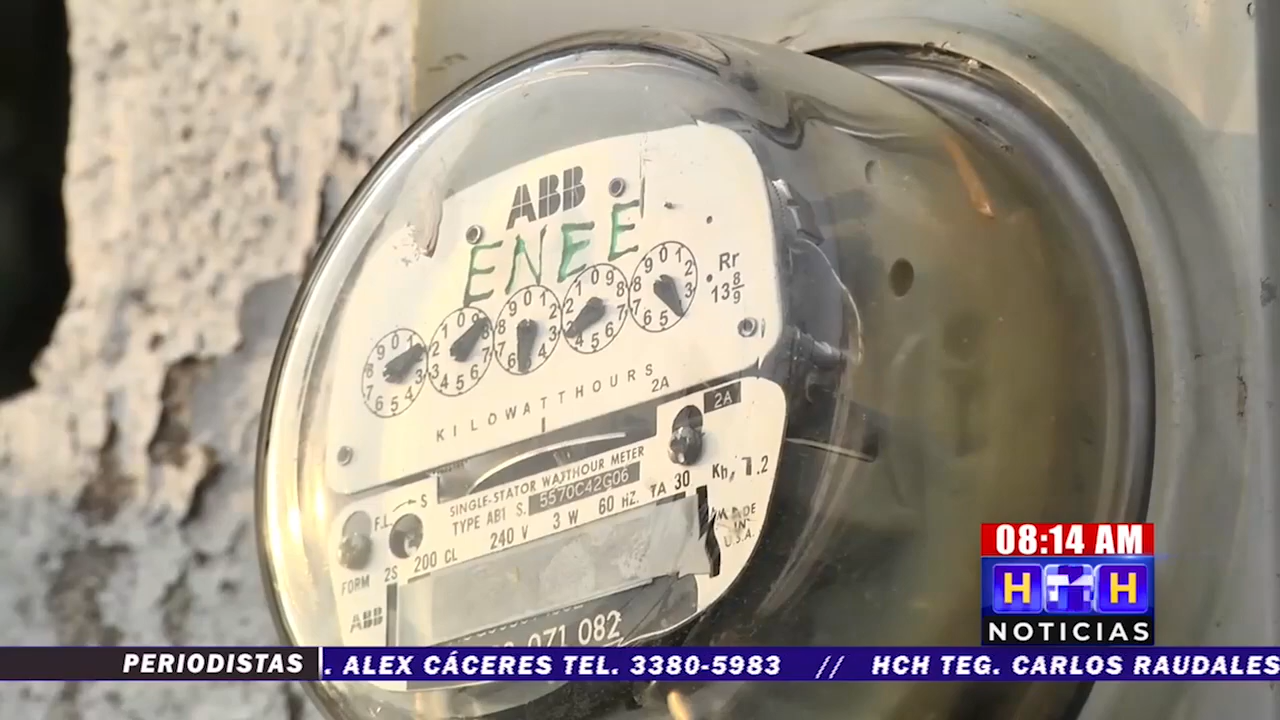 ABB
ENEE
Rr
13 8/9
KILOWATTHOURS
2A
2A
SINGLE-STATOR WATTHOUR METER
F.L. S
TYPE AB1 S. 5570C42G06
200 CL 240 V 3 W 60 HZ. TA 30 Kh, 7.2
MADE
IN
U.S.A.
FORM 2S
ABB
071 082
08:14 AM
HCH
NOTICIAS
PERIODISTAS . ALEX CÁCERES TEL. 3380-5983 // HCH TEG. CARLOS RAUDALES